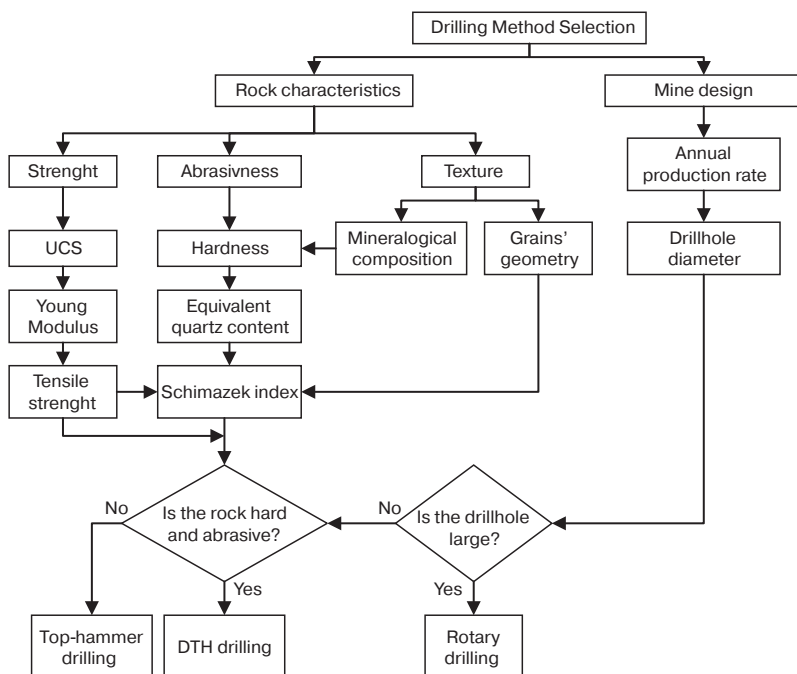 Drilling Method Selection
Rock characteristics
Mine design
Strenght
Abrasivness
Texture
Annual
production rate
UCS
Hardness
Mineralogical
composition
Grains'
geometry
Drillhole
diameter
Young
Modulus
Equivalent
quartz content
Tensile
strenght
Schimazek index
No
Is the rock hard
and abrasive?
No
Is the drillhole
large?
Yes
Yes
Top-hammer
drilling
DTH drilling
Rotary
drilling